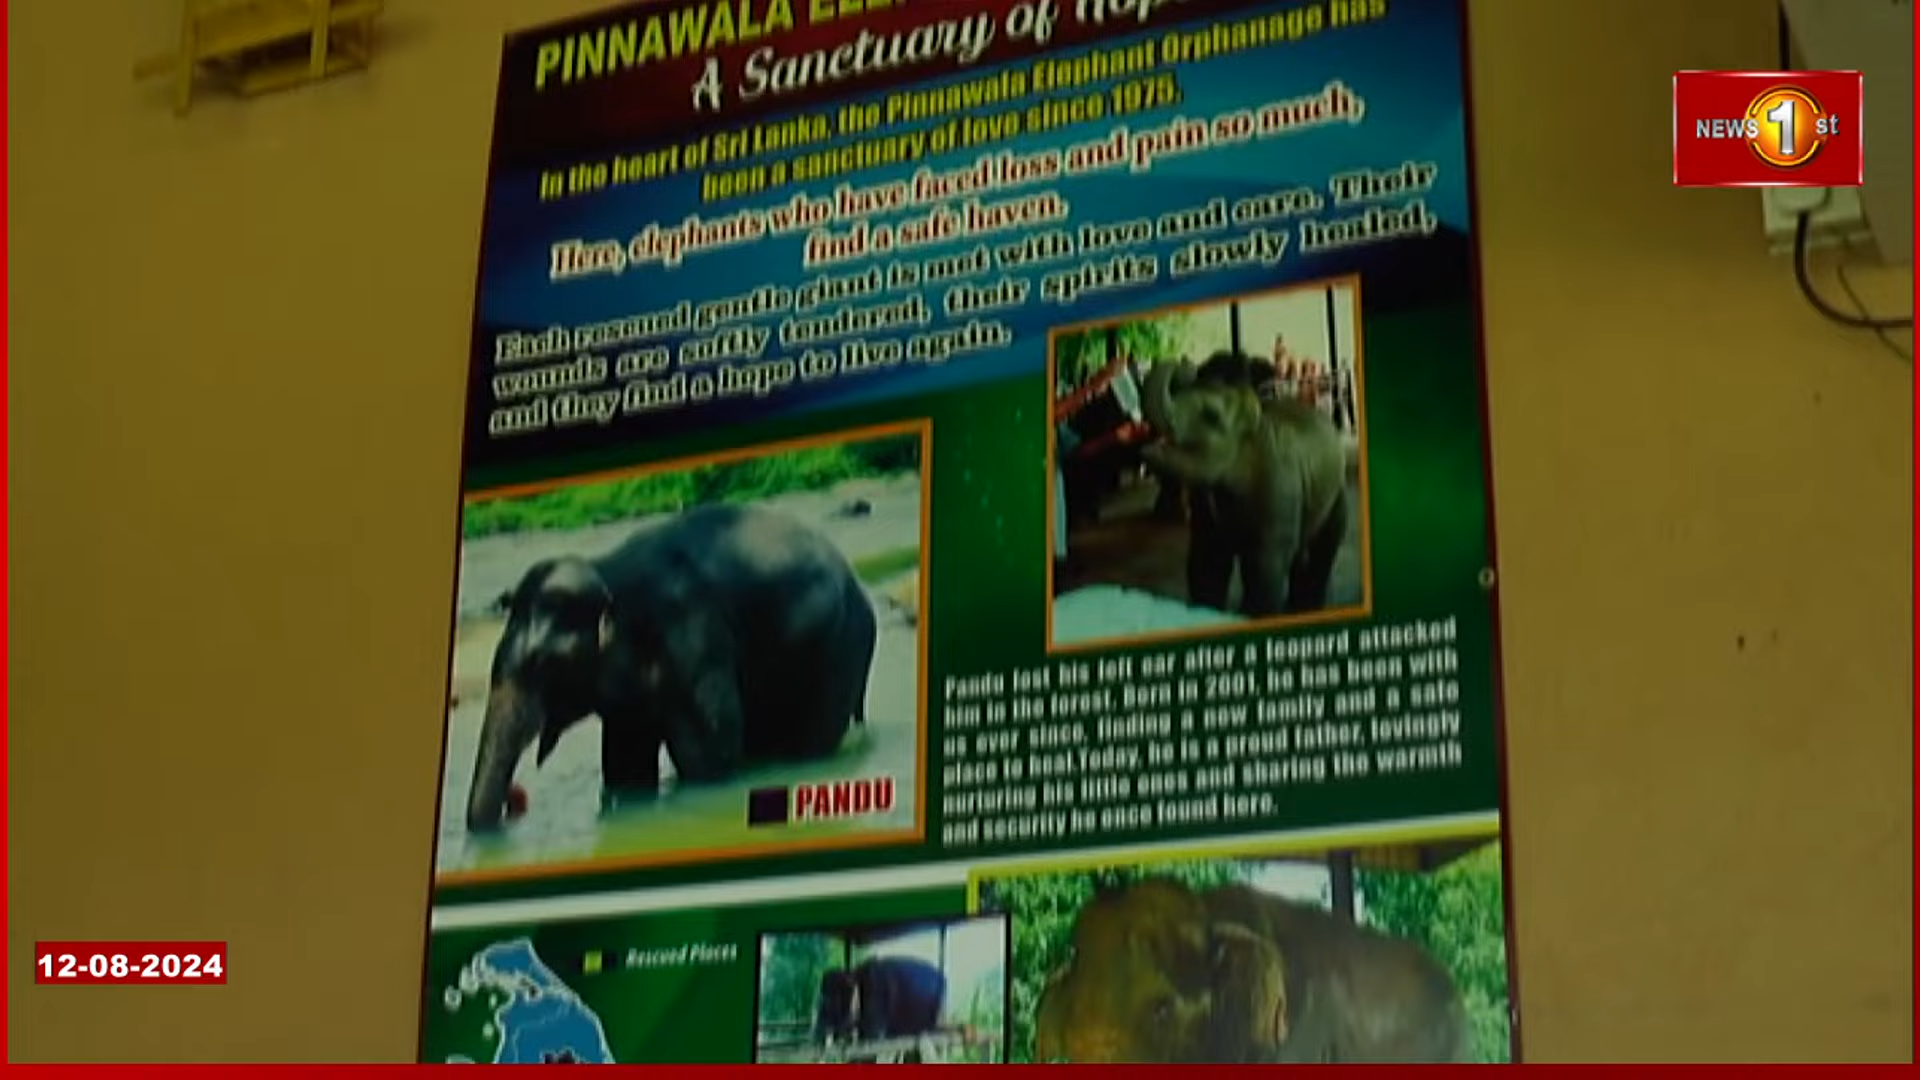 PINNAWALA
A Sanctuary of Hope
In the heart of Sri Lanka, the Pinnawala Elephant Orphanage has
been a sanctuary of love since 1975.
Here, elephants who have faced loss and pain so much,
find a safe haven.
Each rescued gentle giant is met with love and care. Their
wounds are softly tendered, their spirits slowly healed,
and they find a hope to live again.
Pandu lost his left ear after a leopard attacked
him in the forest. Born in 2001, he has been with
us ever since, finding a new family and a safe
place to heal.Today, he is a proud father, lovingly
nurturing his little ones and sharing the warmth
and security he once found here.
PANDU
Rescued Places
NEWS 1st
12-08-2024